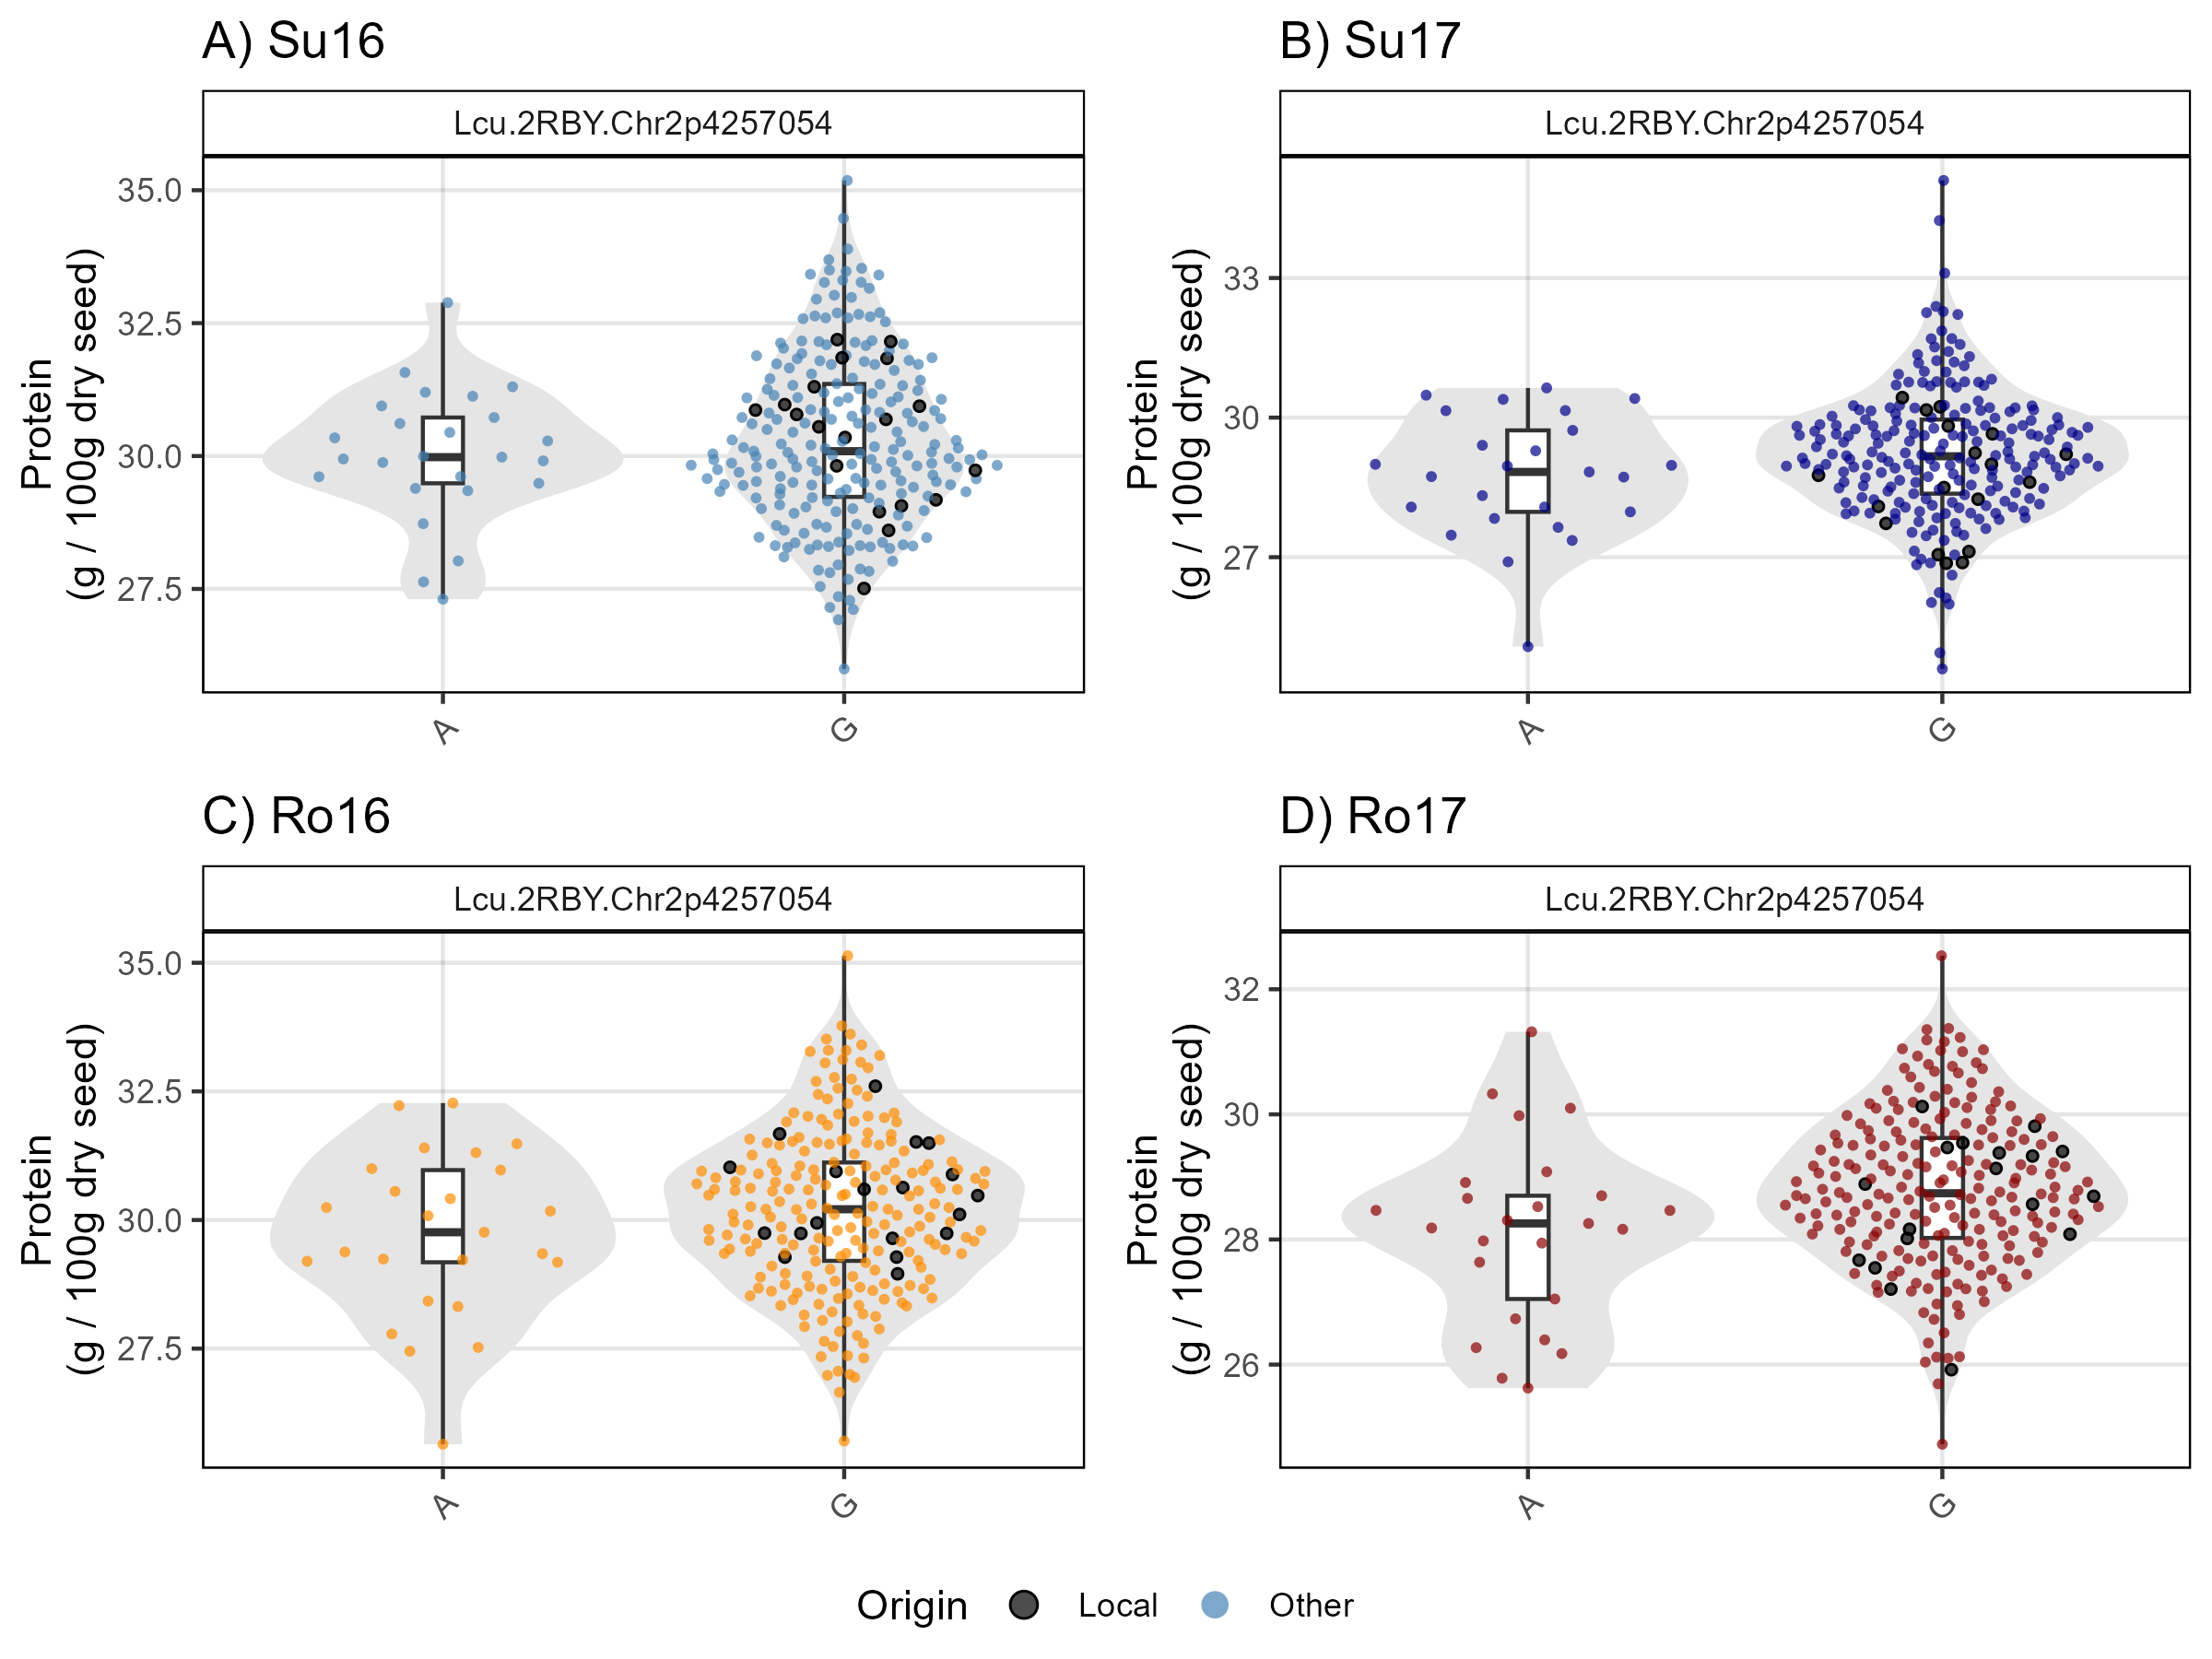 A) Su16
Lcu.2RBY.Chr2p4257054
Protein
(g / 100g dry seed)
35.0
32.5
30.0
27.5
A
G
B) Su17
Lcu.2RBY.Chr2p4257054
Protein
(g / 100g dry seed)
33
30
27
A
G
C) Ro16
Lcu.2RBY.Chr2p4257054
Protein
(g / 100g dry seed)
35.0
32.5
30.0
27.5
A
G
D) Ro17
Lcu.2RBY.Chr2p4257054
Protein
(g / 100g dry seed)
32
30
28
26
A
G
Origin Local Other